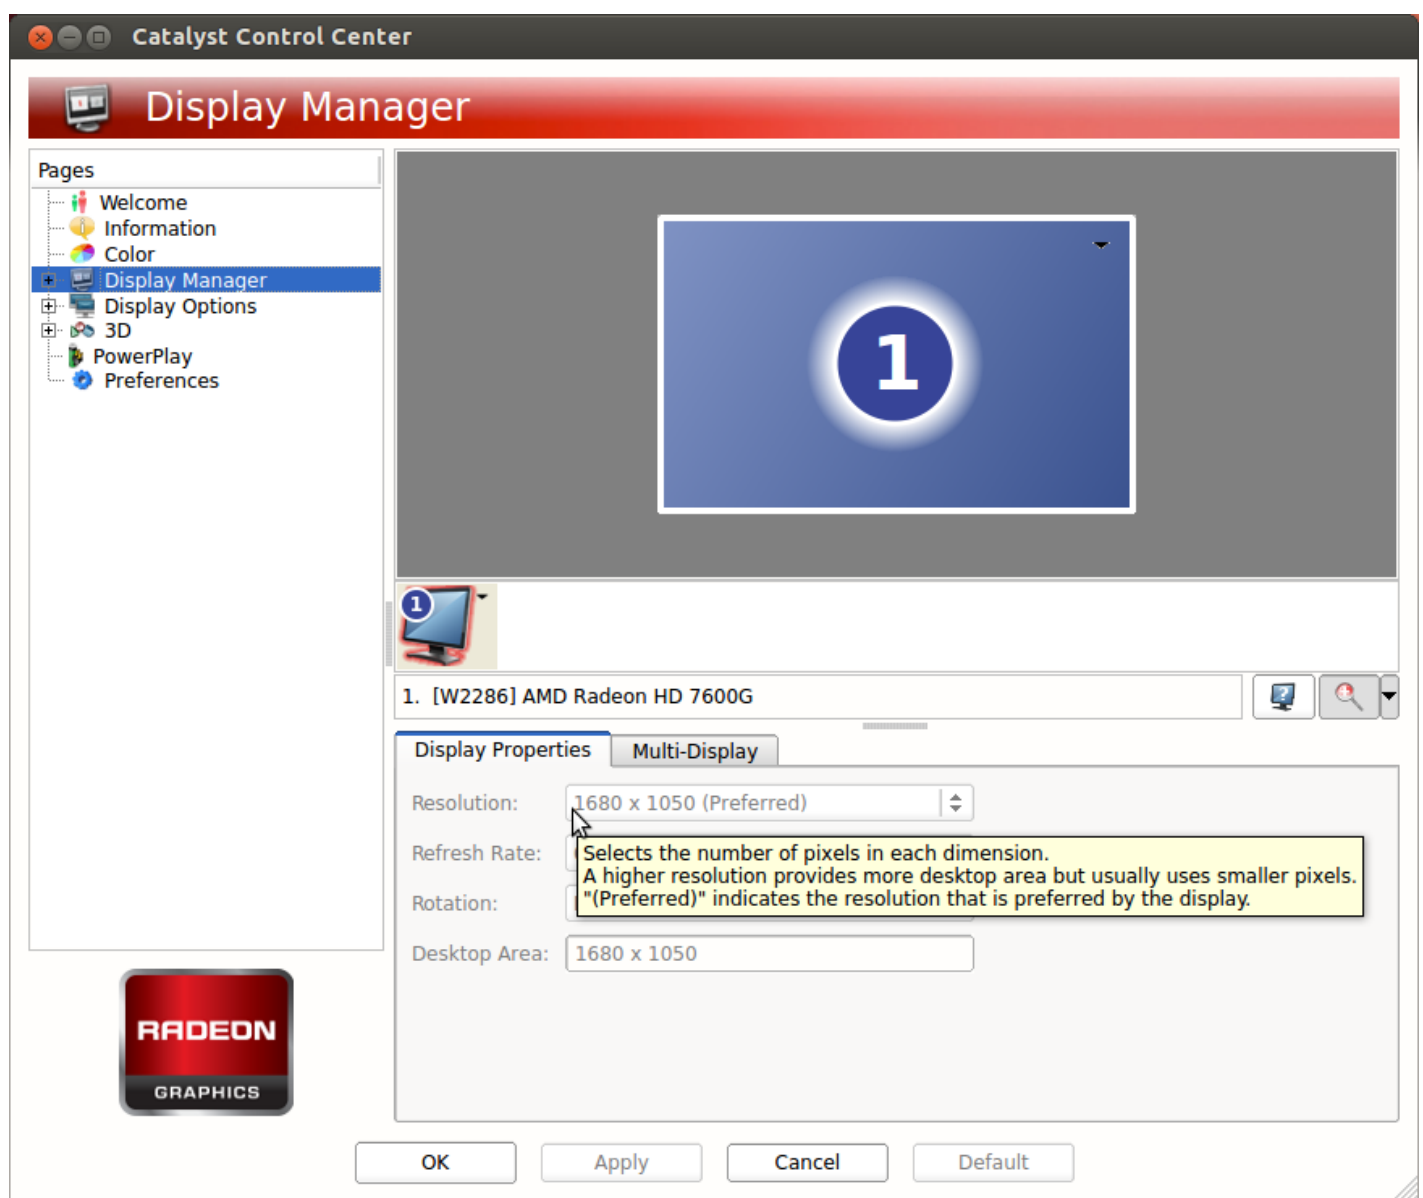 Catalyst Control Center
Display Manager
Pages
Welcome
Information
Color
Display Manager
Display Options
3D
PowerPlay
Preferences
1
1
1. [W2286] AMD Radeon HD 7600G
Display Properties
Multi-Display
Resolution: 1680 x 1050 (Preferred)
Refresh Rate:
Selects the number of pixels in each dimension.
A higher resolution provides more desktop area but usually uses smaller pixels.
"(Preferred)" indicates the resolution that is preferred by the display.
Rotation:
Desktop Area: 1680 x 1050
RADEON
GRAPHICS
OK
Apply
Cancel
Default